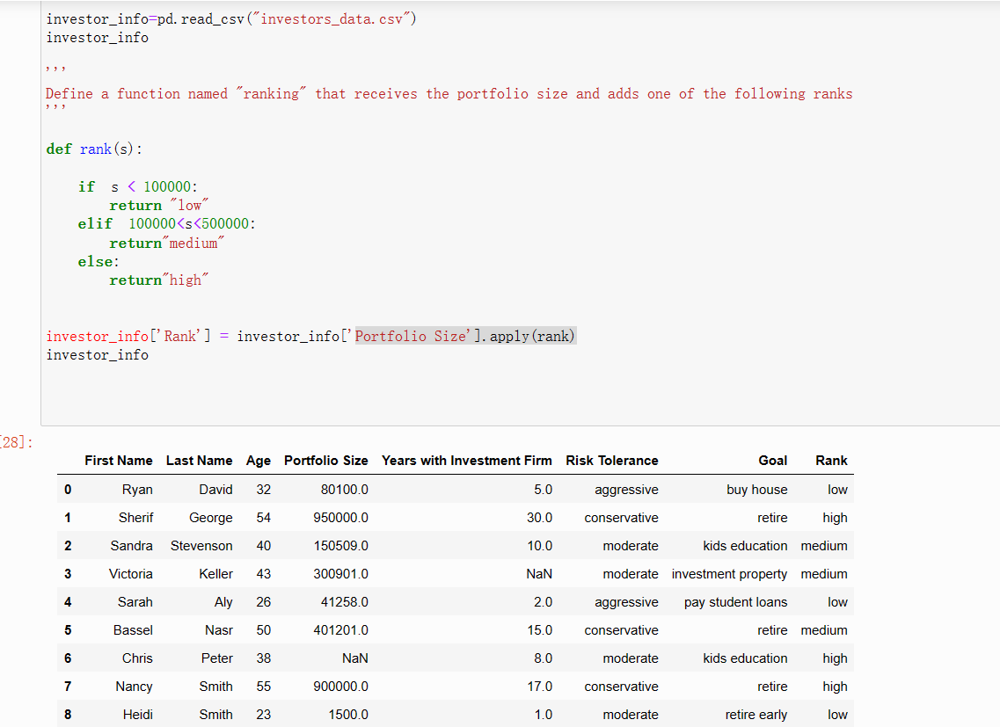 investor_info=pd.read_csv("investors_data.csv")
investor_info
'''
Define a function named "ranking" that receives the portfolio size and adds one of the following ranks
'''
def rank(s):
if s < 100000:
return "low"
elif 100000<s<500000:
return"medium"
else:
return"high"
investor_info['Rank'] = investor_info['Portfolio Size'].apply(rank)
investor_info
[28]:
First Name Last Name Age Portfolio Size Years with Investment Firm Risk Tolerance Goal Rank
0 Ryan David 32 80100.0 5.0 aggressive buy house low
1 Sherif George 54 950000.0 30.0 conservative retire high
2 Sandra Stevenson 40 150509.0 10.0 moderate kids education medium
3 Victoria Keller 43 300901.0 NaN moderate investment property medium
4 Sarah Aly 26 41258.0 2.0 aggressive pay student loans low
5 Bassel Nasr 50 401201.0 15.0 conservative retire medium
6 Chris Peter 38 NaN 8.0 moderate kids education high
7 Nancy Smith 55 900000.0 17.0 conservative retire high
8 Heidi Smith 23 1500.0 1.0 moderate retire early low